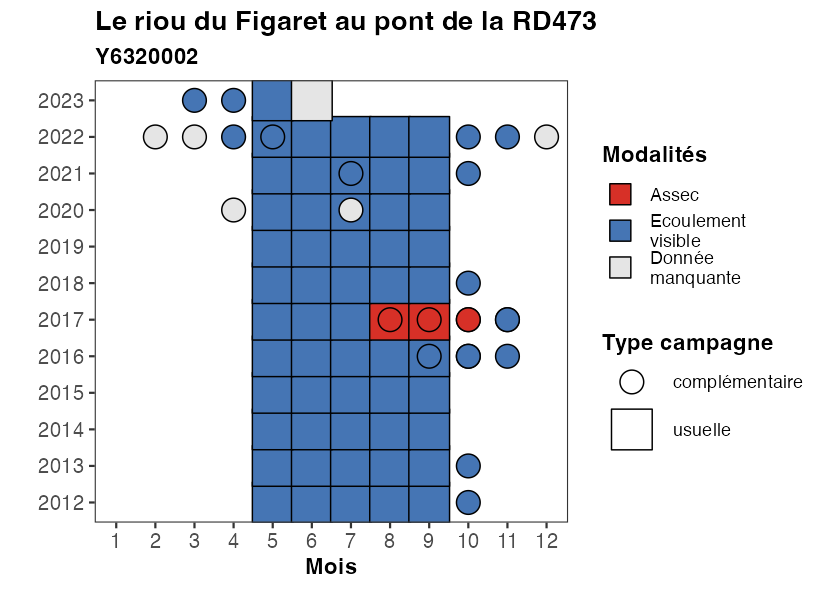 Le riou du Figaret au pont de la RD473
Y6320002
2023
2022
2021
2020
2019
2018
2017
2016
2015
2014
2013
2012
1 2 3 4 5 6 7 8 9 10 11 12
Mois
Modalités
Assec
Ecoulement
visible
Donnée
manquante
Type campagne
complémentaire
usuelle